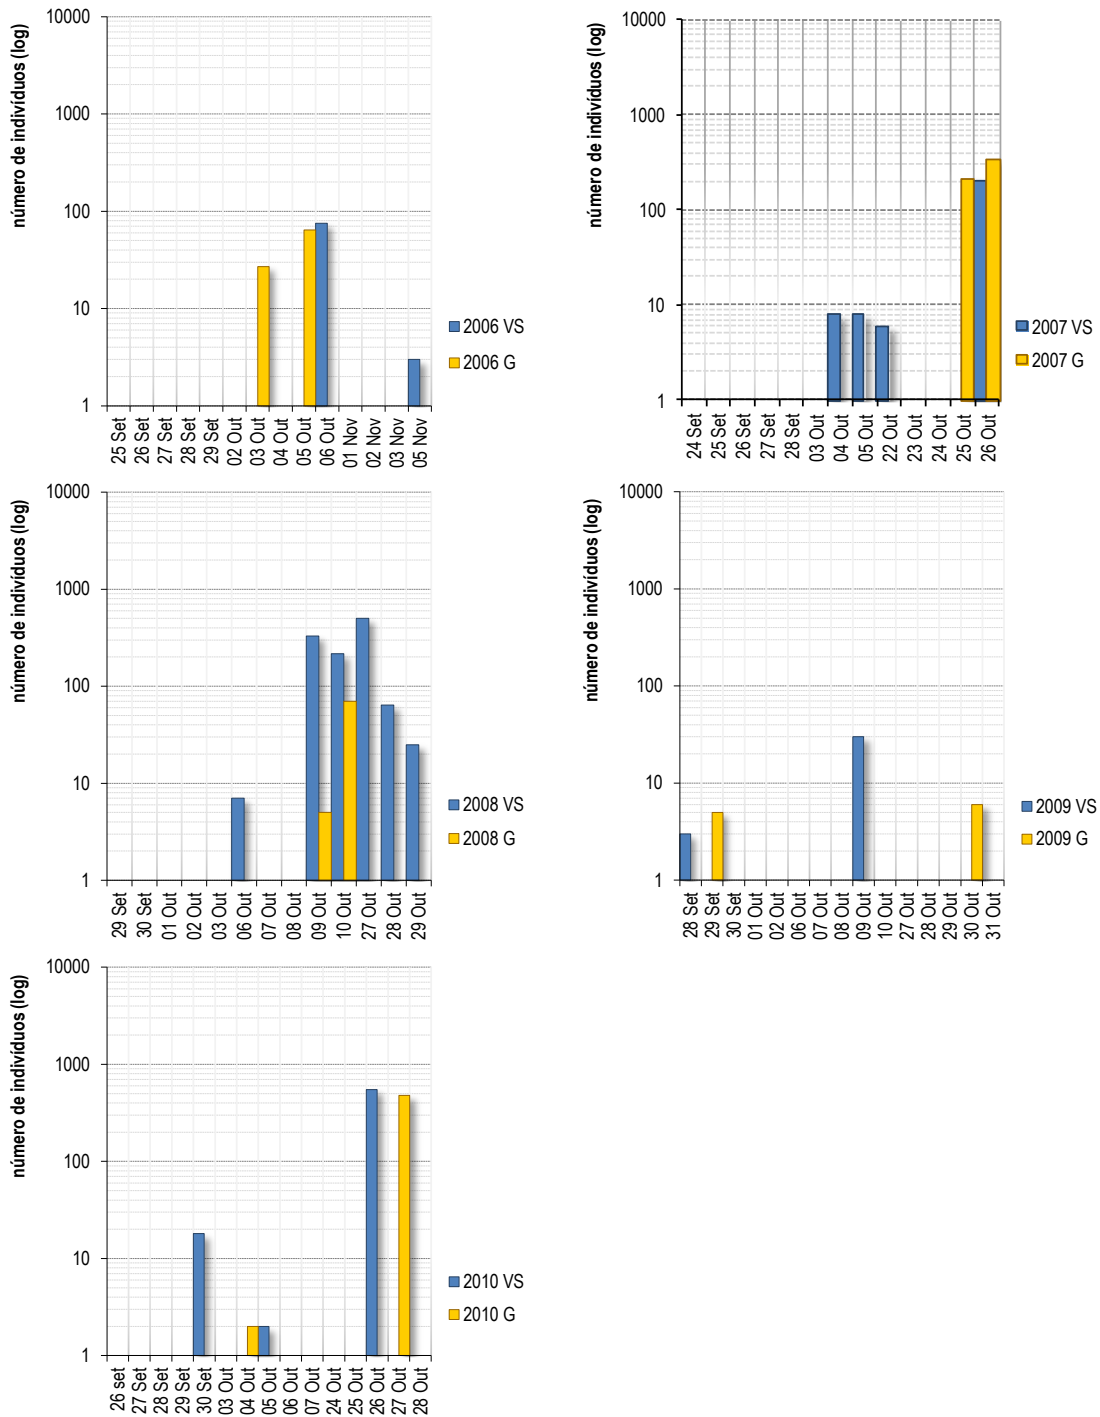 número de indivíduos (log)
10000
1000
100
10
1
25 Set
26 Set
27 Set
28 Set
29 Set
02 Out
03 Out
04 Out
05 Out
06 Out
01 Nov
02 Nov
03 Nov
05 Nov
2006 VS
2006 G
número de indivíduos (log)
10000
1000
100
10
1
24 Set
25 Set
26 Set
27 Set
28 Set
03 Out
04 Out
05 Out
22 Out
23 Out
24 Out
25 Out
26 Out
2007 VS
2007 G
número de indivíduos (log)
10000
1000
100
10
1
29 Set
30 Set
01 Out
02 Out
03 Out
06 Out
07 Out
08 Out
09 Out
10 Out
27 Out
28 Out
29 Out
2008 VS
2008 G
número de indivíduos (log)
10000
1000
100
10
1
28 Set
29 Set
30 Set
01 Out
02 Out
06 Out
07 Out
08 Out
09 Out
10 Out
27 Out
28 Out
29 Out
30 Out
31 Out
2009 VS
2009 G
número de indivíduos (log)
10000
1000
100
10
1
26 set
27 Set
28 Set
29 Set
30 Set
03 Out
04 Out
05 Out
06 Out
07 Out
24 Out
25 Out
26 Out
27 Out
28 Out
2010 VS
2010 G